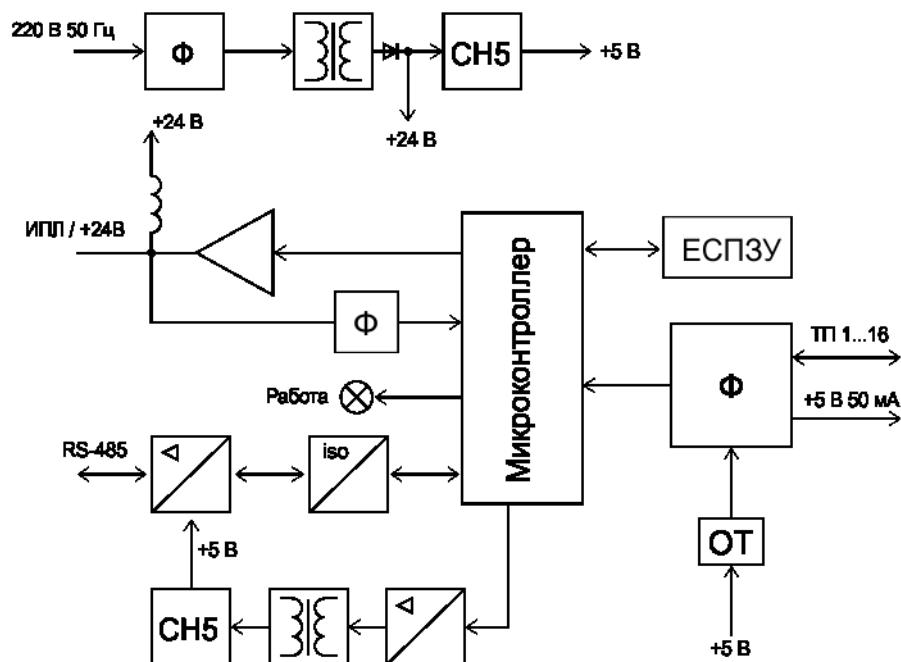 220 В 50 Гц
Ф
СН5
+5 В
+24 В
+24 В
ИПЛ / +24В
Микроконтроллер
ЕСПЗУ
Ф
ТП 1...16
Ф
+5 В 50 мА
Работа
RS-485
iso
ОТ
+5 В
СН5
+5 В